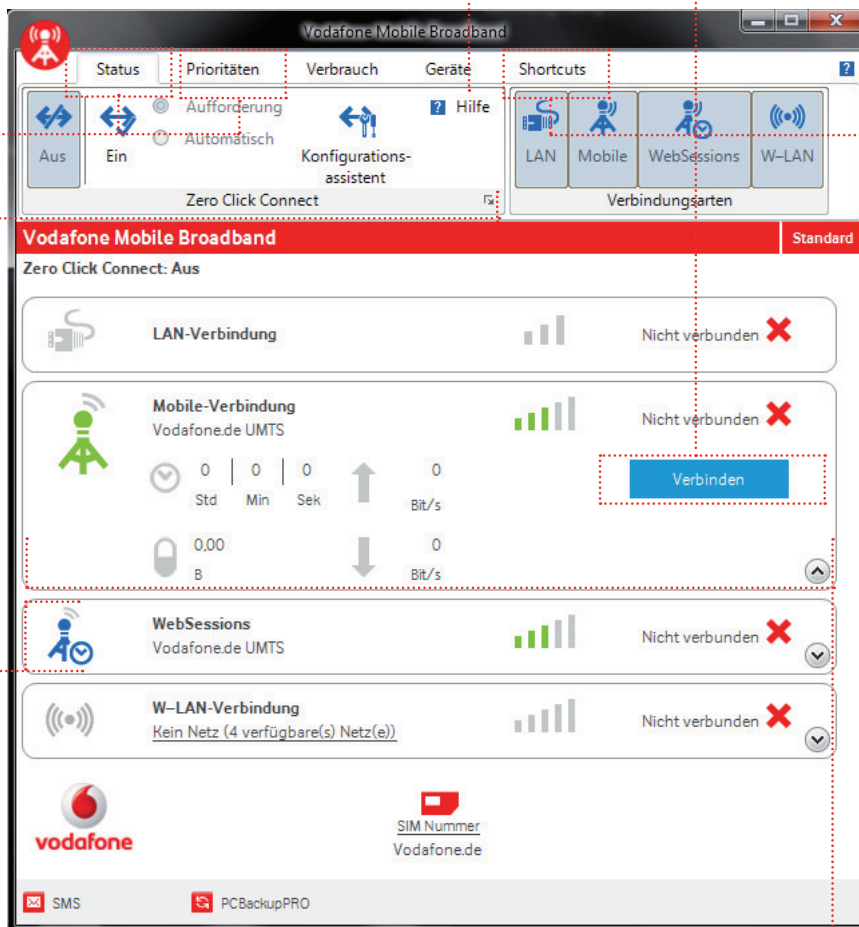 Vodafone Mobile Broadband
Status Prioritäten Verbrauch Geräte Shortcuts ?
Aus Ein Aufforderung Automatisch Konfigurations-assistent ? Hilfe LAN Mobile WebSessions W–LAN
Zero Click Connect Verbindungsarten
Vodafone Mobile Broadband Standard
Zero Click Connect: Aus
LAN-Verbindung Nicht verbunden
Mobile-Verbindung
Vodafone.de UMTS Nicht verbunden
0 0 0 0 Verbinden
Std Min Sek Bit/s
0,00 0
B Bit/s
WebSessions
Vodafone.de UMTS Nicht verbunden
W–LAN-Verbindung
Kein Netz (4 verfügbare(s) Netz(e)) Nicht verbunden
vodafone
SIM Nummer
Vodafone.de
SMS PCBackupPRO